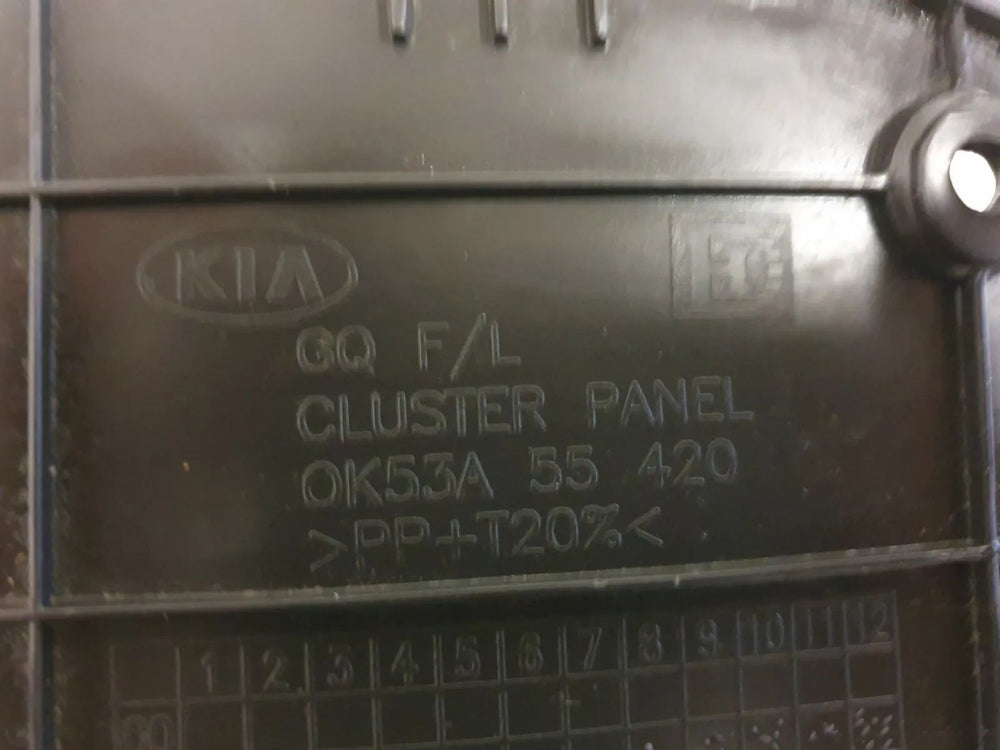 KIA
GQ F/L
CLUSTER PANEL
0K53A 55 420
>PP+T20%<
1 2 3 4 5 6 7 8 9 10 11 12
00